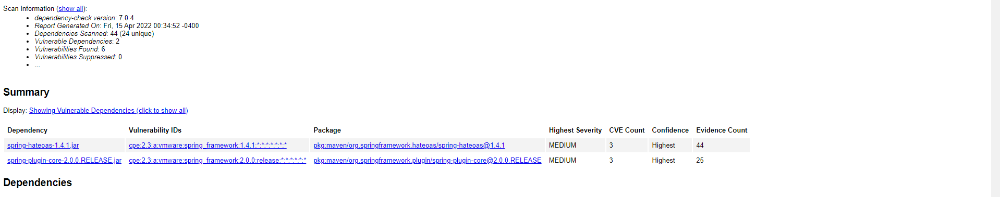 Scan Information (show all):
dependency-check version: 7.0.4
Report Generated On: Fri, 15 Apr 2022 00:34:52 -0400
Dependencies Scanned: 44 (24 unique)
Vulnerable Dependencies: 2
Vulnerabilities Found: 6
Vulnerabilities Suppressed: 0
...
Summary
Display: Showing Vulnerable Dependencies (click to show all)
Dependency Vulnerability IDs Package Highest Severity CVE Count Confidence Evidence Count
spring-hateoas-1.4.1.jar cpe:2.3:a:vmware:spring_framework:1.4.1:*:*:*:*:*:*:* pkg:maven/org.springframework.hateoas/spring-hateoas@1.4.1 MEDIUM 3 Highest 44
spring-plugin-core-2.0.0.RELEASE.jar cpe:2.3:a:vmware:spring_framework:2.0.0:release:*:*:*:*:*:* pkg:maven/org.springframework.plugin/spring-plugin-core@2.0.0.RELEASE MEDIUM 3 Highest 25
Dependencies